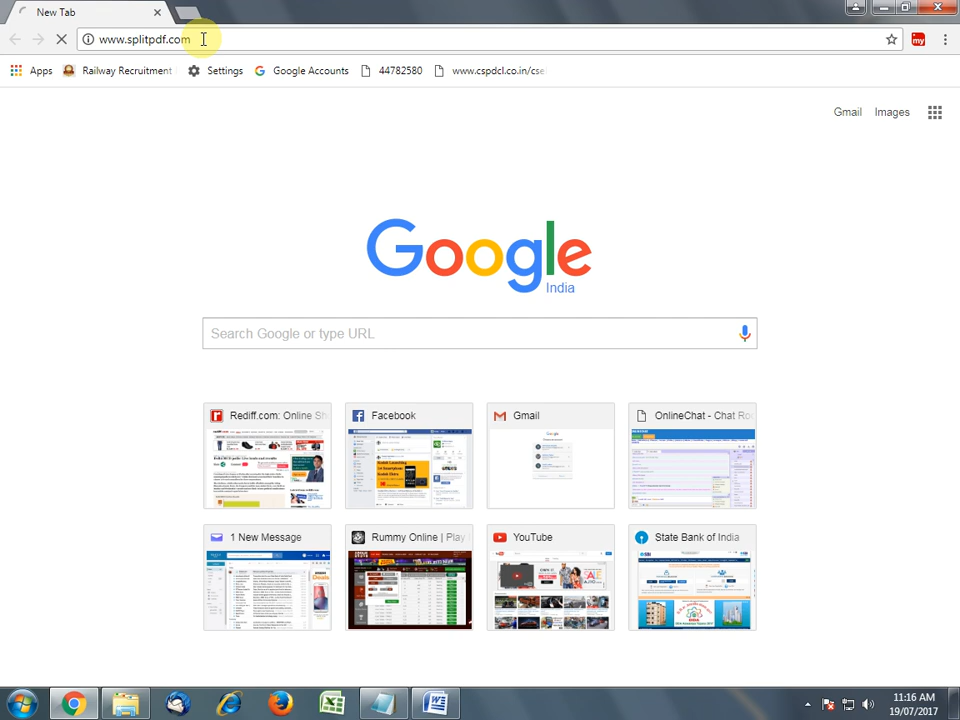 New Tab
www.splitpdf.com
my
Apps Railway Recruitment Settings Google Accounts 44782580 www.cspdcl.co.in/cse
Gmail Images
Google
India
Search Google or type URL
Rediff.com: Online Sh
Facebook
Gmail
OnlineChat - Chat Roo
1 New Message
Rummy Online | Play
YouTube
State Bank of India
11:16 AM
19/07/2017